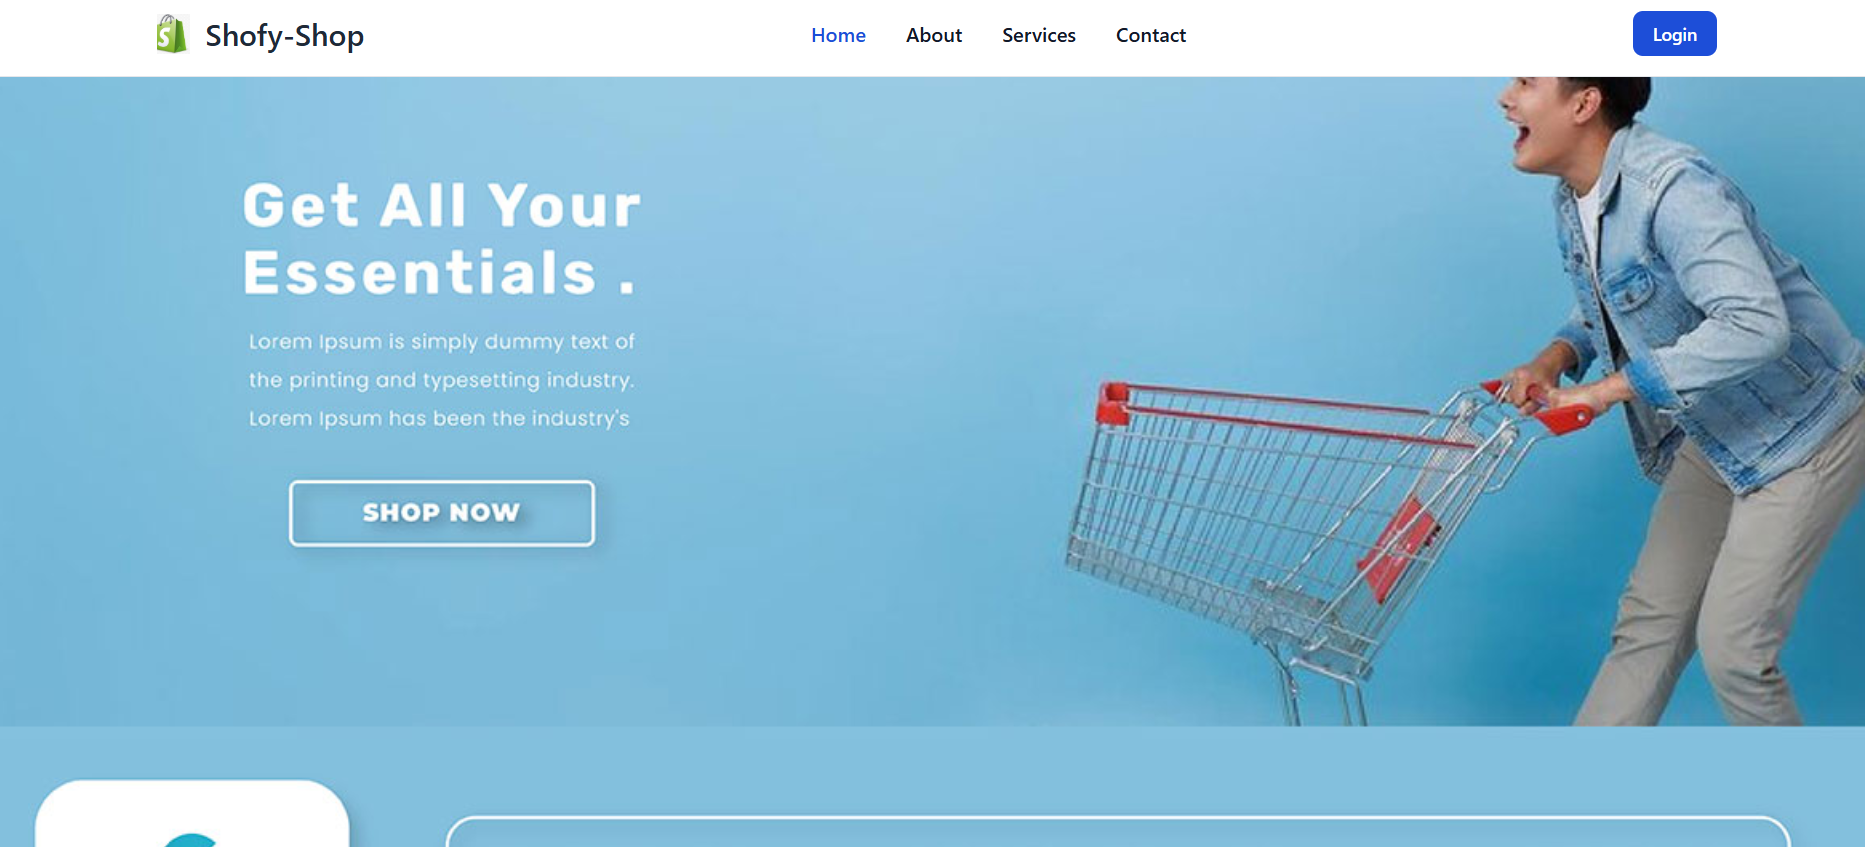 Shofy-Shop
Home About Services Contact
Login
Get All Your
Essentials .
Lorem Ipsum is simply dummy text of
the printing and typesetting industry.
Lorem Ipsum has been the industry's
SHOP NOW